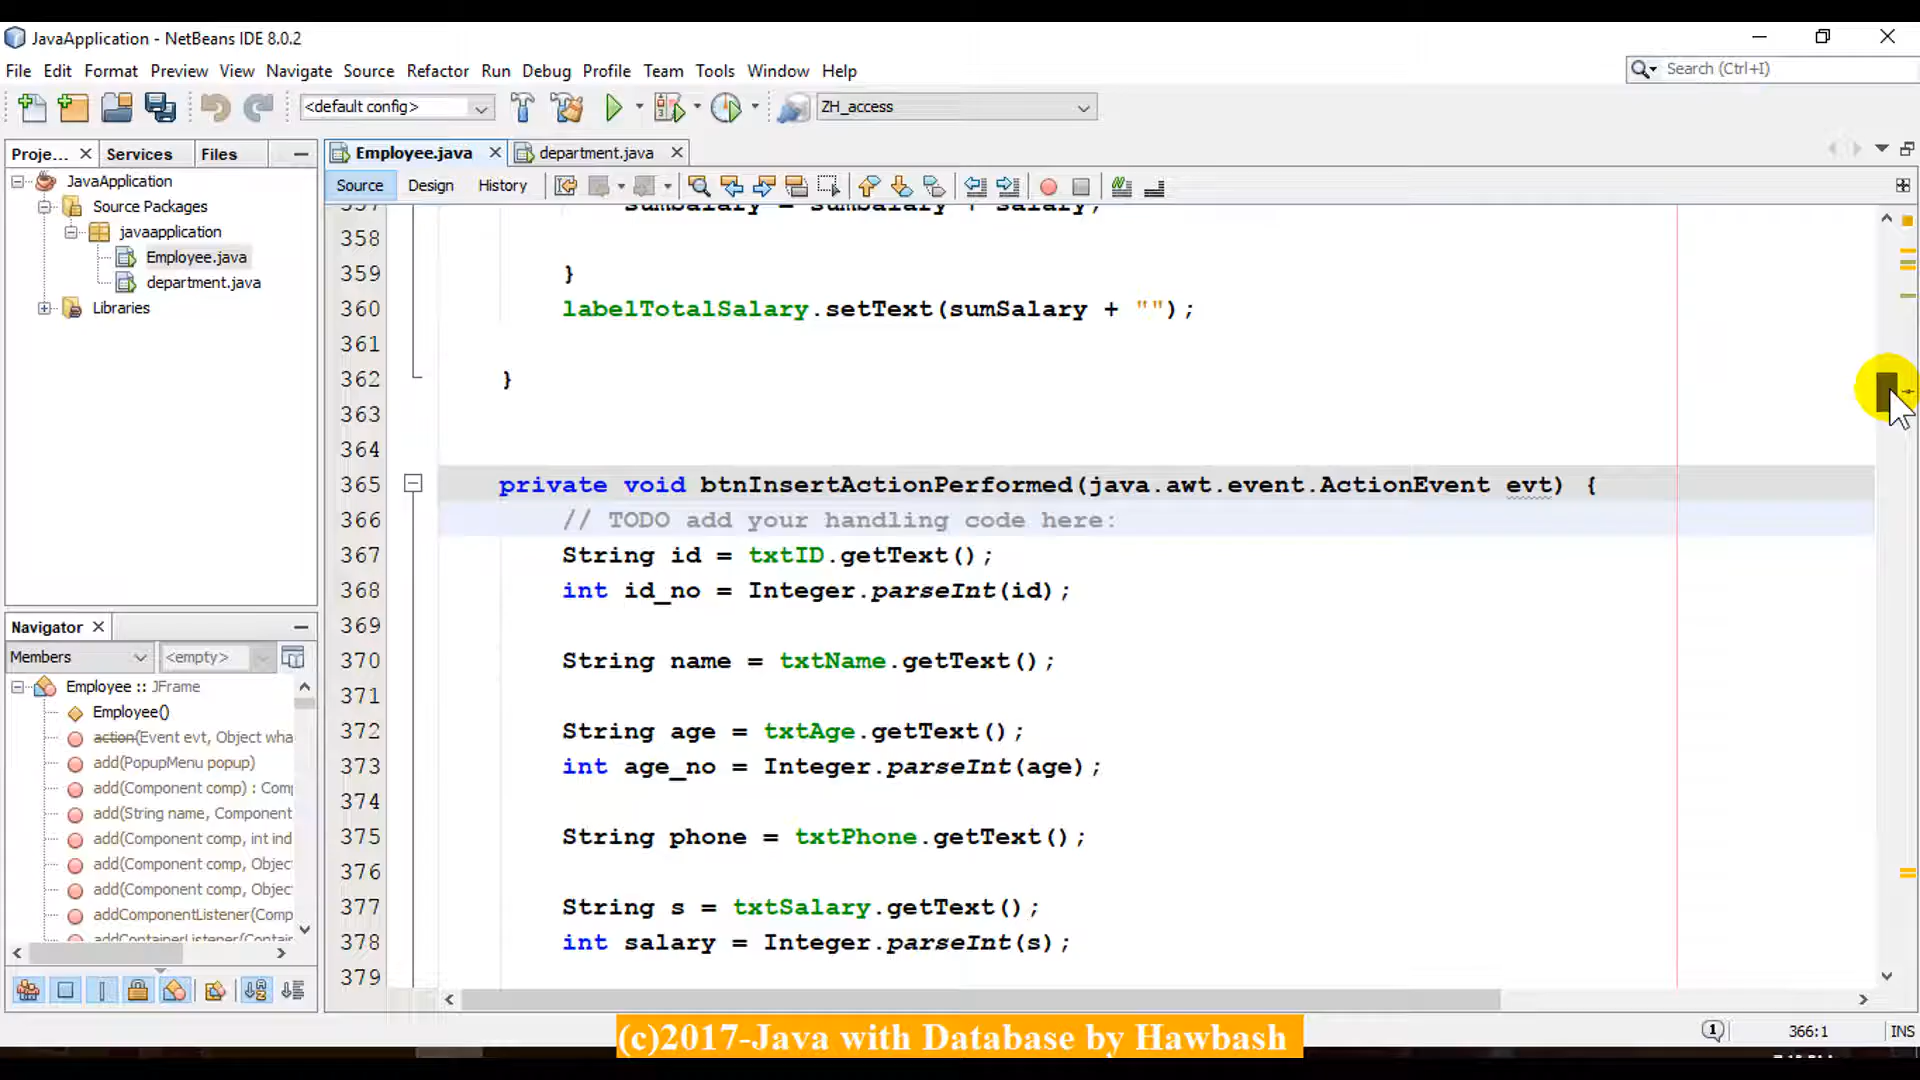 JavaApplication - NetBeans IDE 8.0.2
File Edit Format Preview View Navigate Source Refactor Run Debug Profile Team Tools Window Help
Search (Ctrl+I)
<default config>
ZH_access
Proje...
Services
Files
Employee.java
department.java
Source
Design
History
JavaApplication
Source Packages
javaapplication
Employee.java
department.java
Libraries
Navigator
Members
<empty>
Employee :: JFrame
Employee()
action(Event evt, Object wha
add(PopupMenu popup)
add(Component comp) : Comp
add(String name, Component
add(Component comp, int ind
add(Component comp, Objec
add(Component comp, Objec
addComponentListener(Comp
addContainerListener(Contain
357 sumSalary = sumSalary + salary;
358
359 }
360 labelTotalSalary.setText(sumSalary + "");
361
362 }
363
364
365 private void btnInsertActionPerformed(java.awt.event.ActionEvent evt) {
366 // TODO add your handling code here:
367 String id = txtID.getText();
368 int id_no = Integer.parseInt(id);
369
370 String name = txtName.getText();
371
372 String age = txtAge.getText();
373 int age_no = Integer.parseInt(age);
374
375 String phone = txtPhone.getText();
376
377 String s = txtSalary.getText();
378 int salary = Integer.parseInt(s);
379
1
366:1
INS
(c)2017-Java with Database by Hawbash